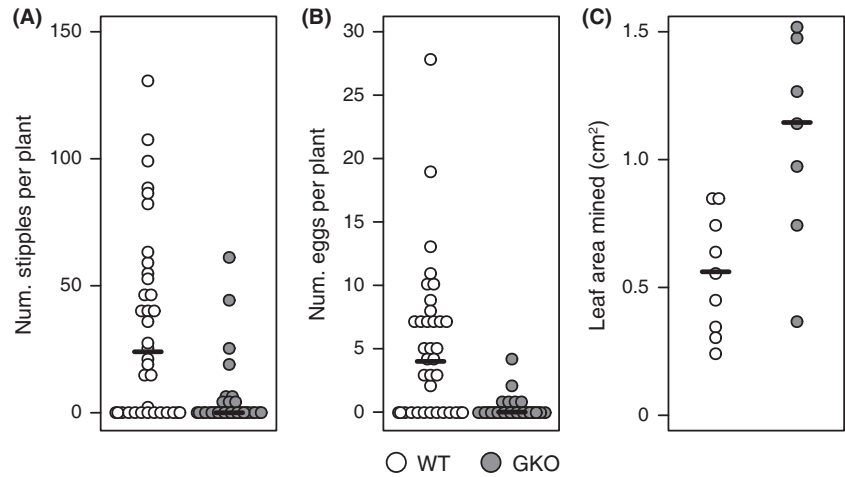 (A)
Num. stipples per plant
150
100
50
0
(B)
Num. eggs per plant
30
25
20
15
10
5
0
(C)
Leaf area mined (cm²)
1.5
1.0
0.5
0
WT GKO